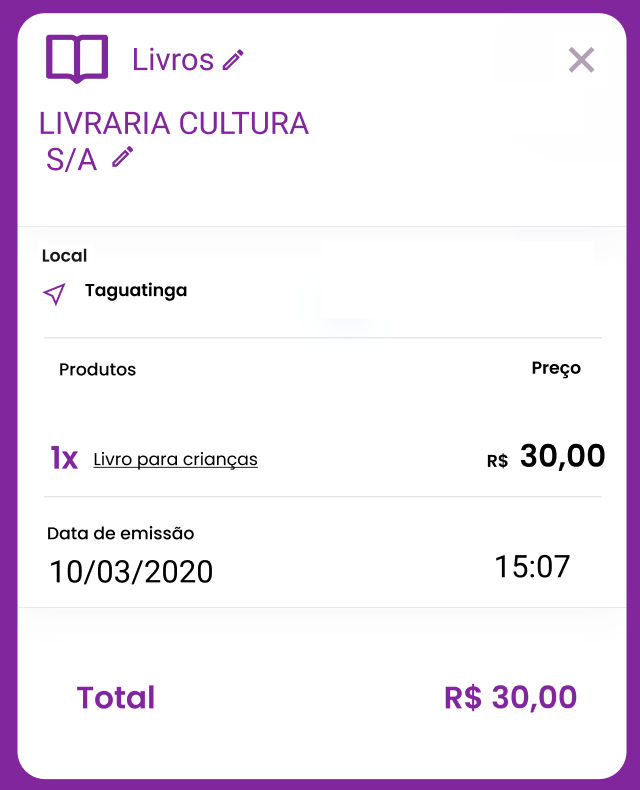 Livros
LIVRARIA CULTURA
S/A
Local
Taguatinga
Produtos Preço
1x Livro para crianças R$ 30,00
Data de emissão
10/03/2020 15:07
Total R$ 30,00